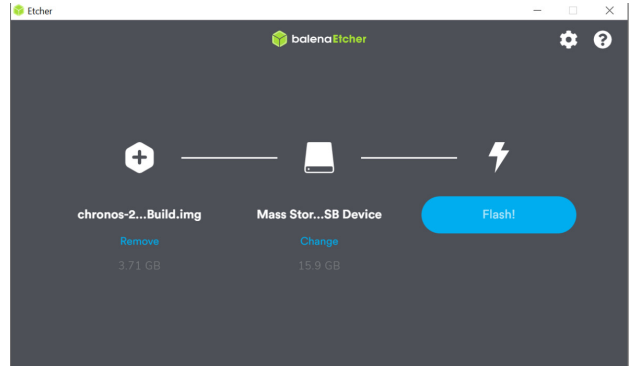 Etcher
balenaEtcher
chronos-2...Build.img
Mass Stor...SB Device
Flash!
Remove
Change
3.71 GB
15.9 GB